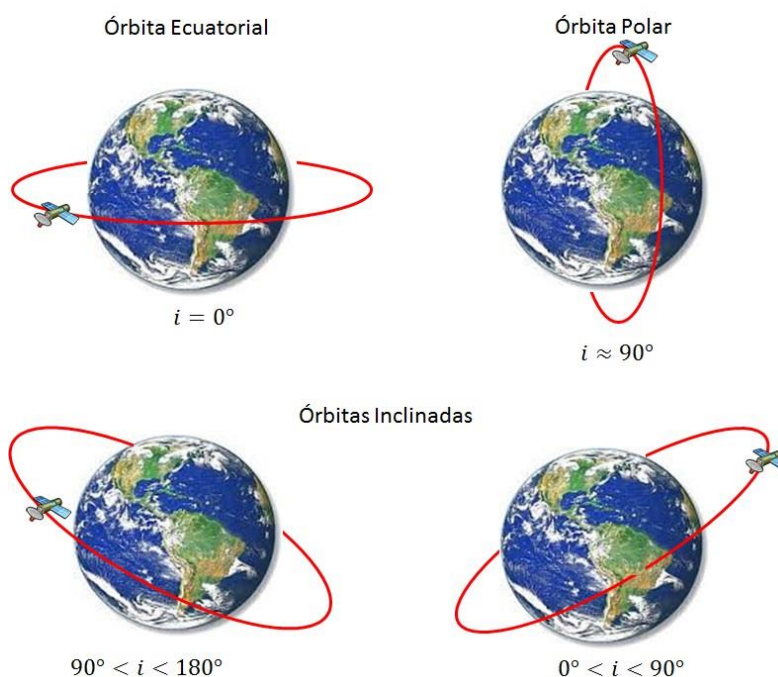 Órbita Ecuatorial
Órbita Polar
i = 0°
i ≈ 90°
Órbitas Inclinadas
90° < i < 180°
0° < i < 90°